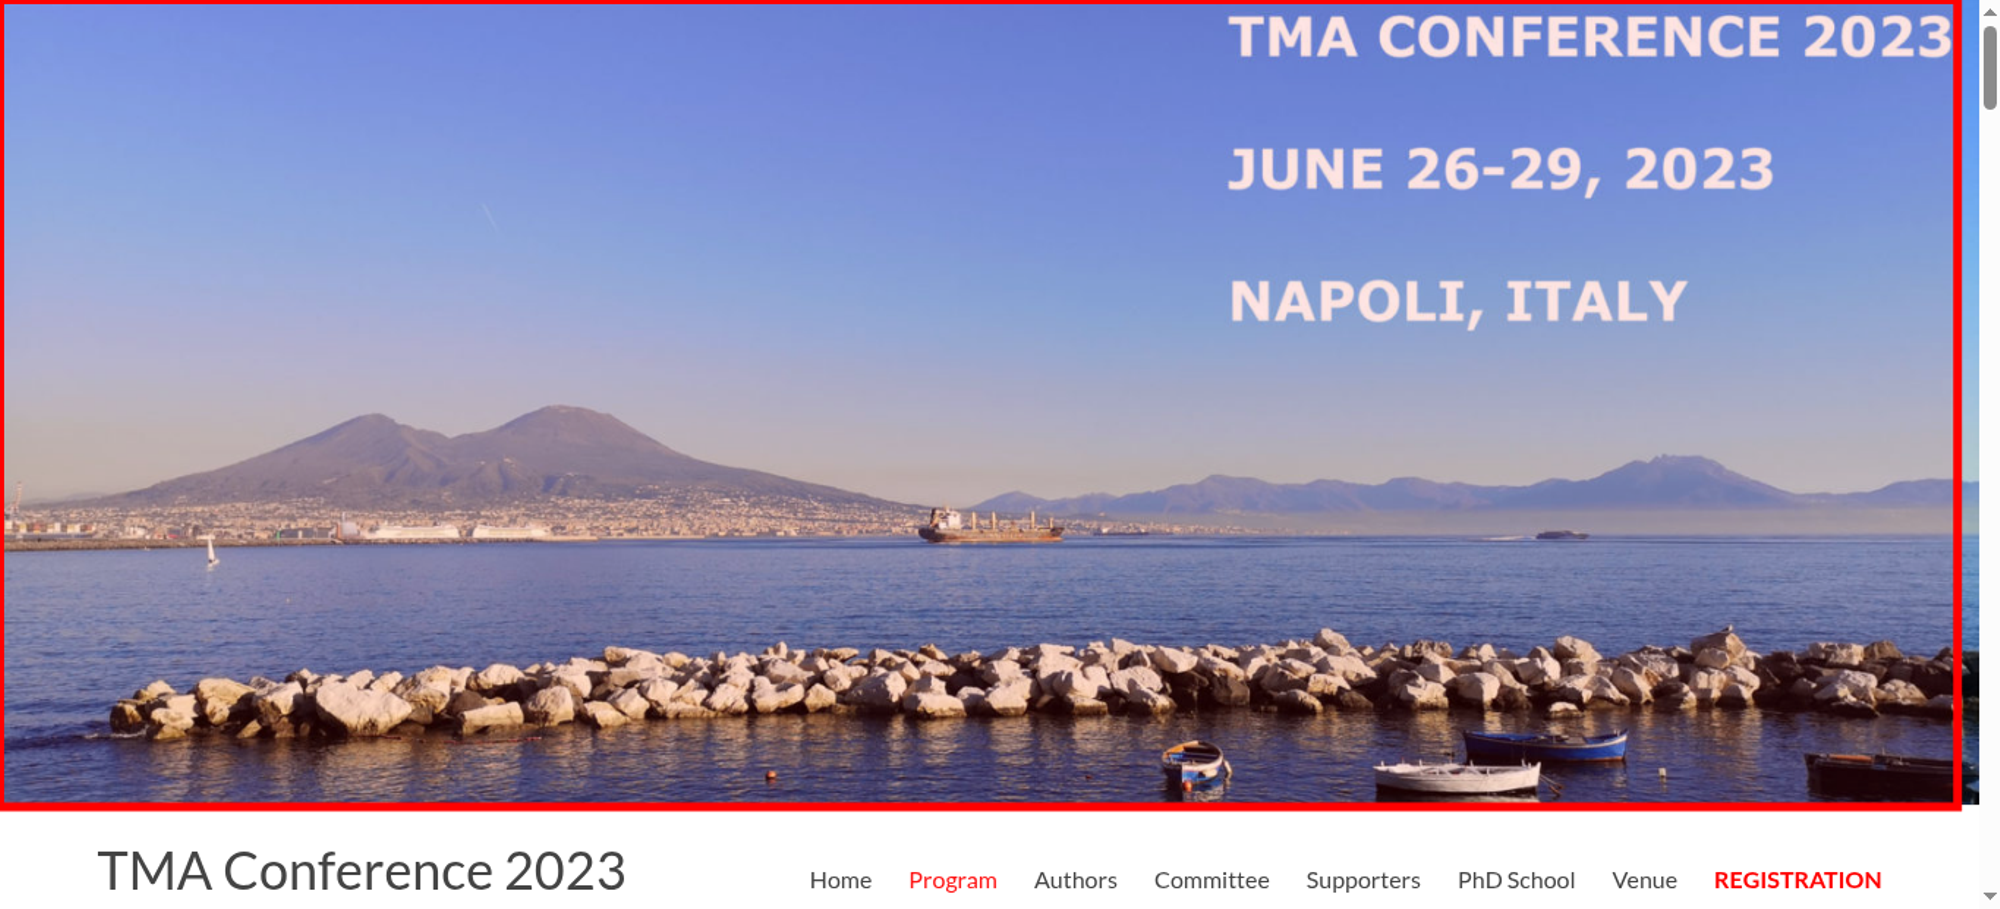 TMA CONFERENCE 2023
JUNE 26-29, 2023
NAPOLI, ITALY
TMA Conference 2023
Home Program Authors Committee Supporters PhD School Venue REGISTRATION